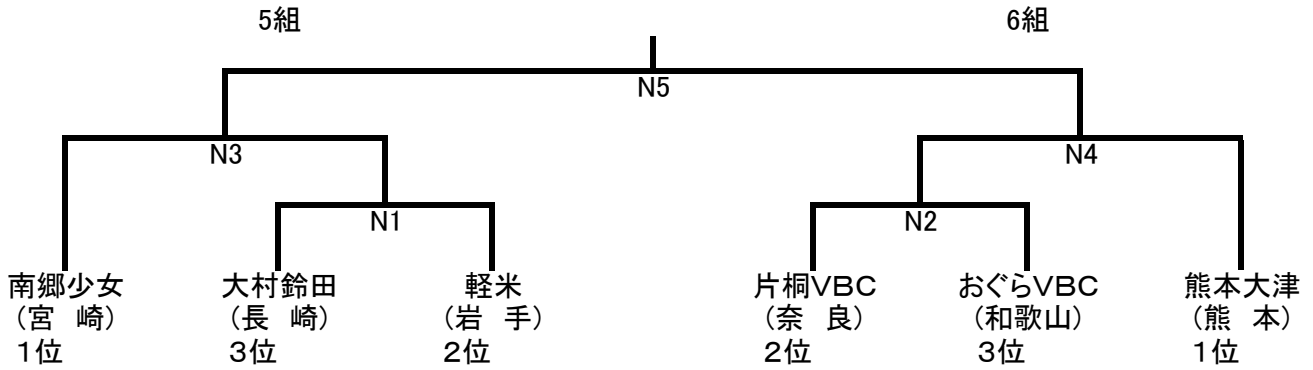 5組 6組
N5
N3 N4
N1 N2
南郷少女 大村鈴田 軽米 片桐VBC おぐらVBC 熊本大津
（宮　崎） （長　崎） （岩　手） （奈　良） （和歌山） （熊　本）
1位 3位 2位 2位 3位 1位